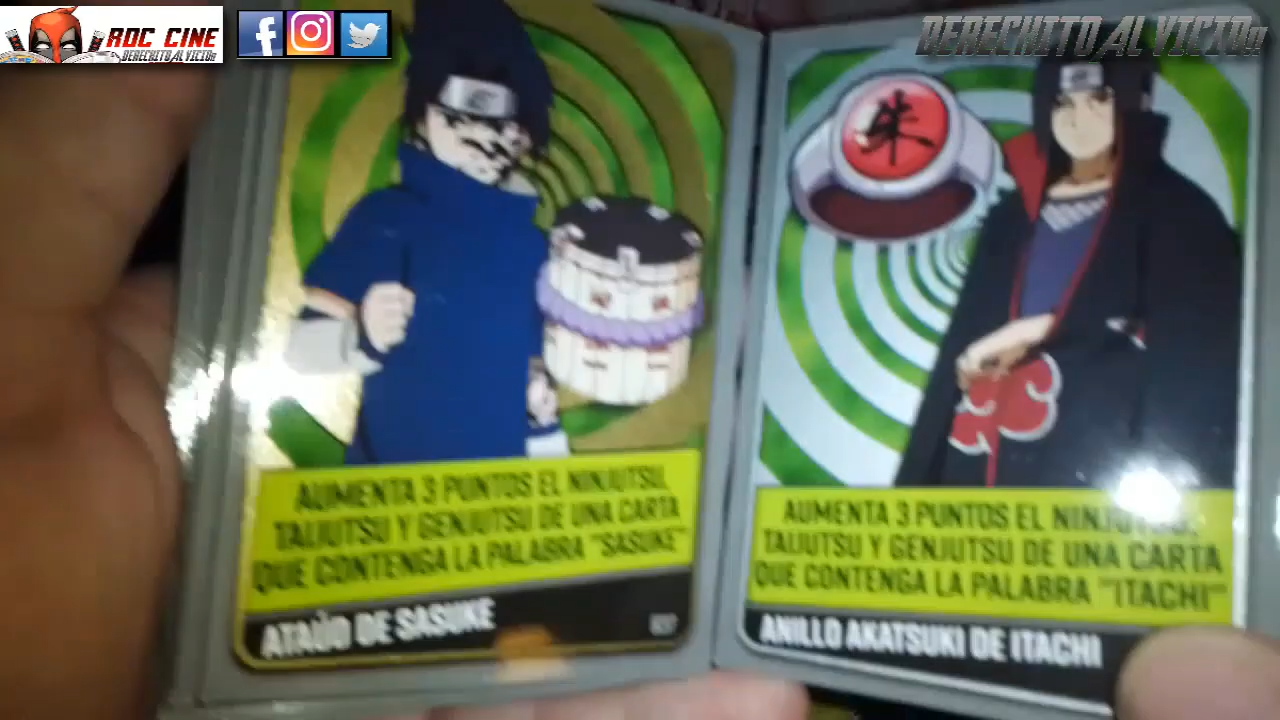 ROC CINE
DERECHITO AL VICIO!!
DERECHITO AL VICIO!!
朱
AUMENTA 3 PUNTOS EL NINJUTSU,
TAIJUTSU Y GENJUTSU DE UNA CARTA
QUE CONTENGA LA PALABRA "SASUKE"
ATAÚD DE SASUKE
AUMENTA 3 PUNTOS EL NINJUTSU,
TAIJUTSU Y GENJUTSU DE UNA CARTA
QUE CONTENGA LA PALABRA "ITACHI"
ANILLO AKATSUKI DE ITACHI